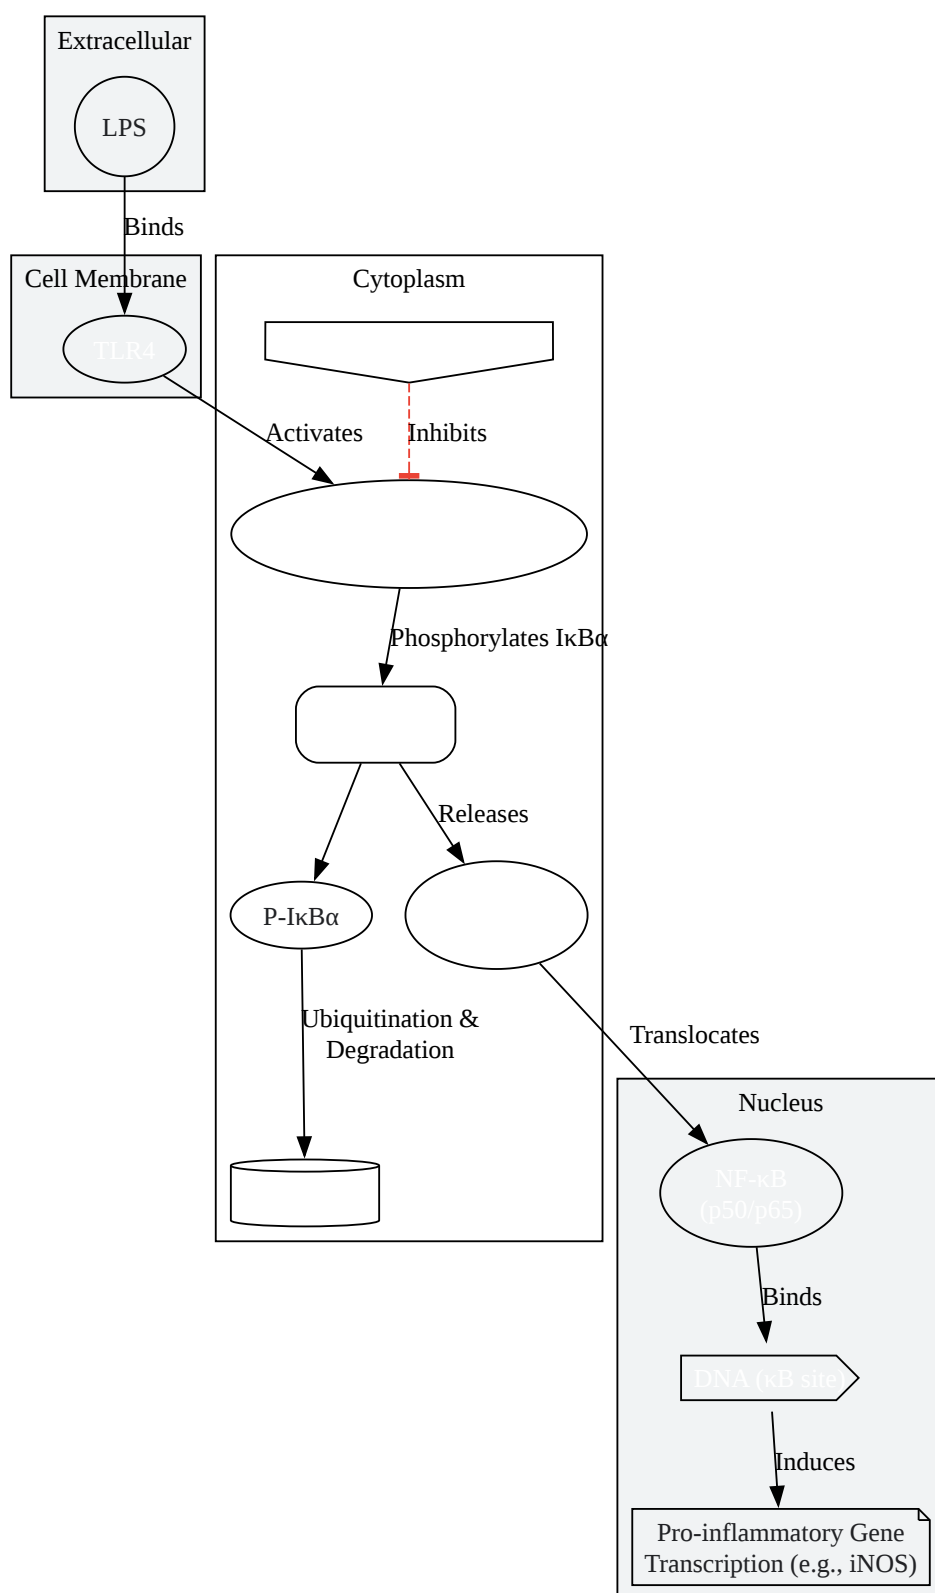 Extracellular
LPS
Binds
Cell Membrane
TLR4
Cytoplasm
Activates
Inhibits
Phosphorylates IκBα
Releases
P-IκBα
Ubiquitination &
Degradation
Translocates
Nucleus
NF-κB
(p50/p65)
Binds
DNA (κB site)
Induces
Pro-inflammatory Gene
Transcription (e.g., iNOS)